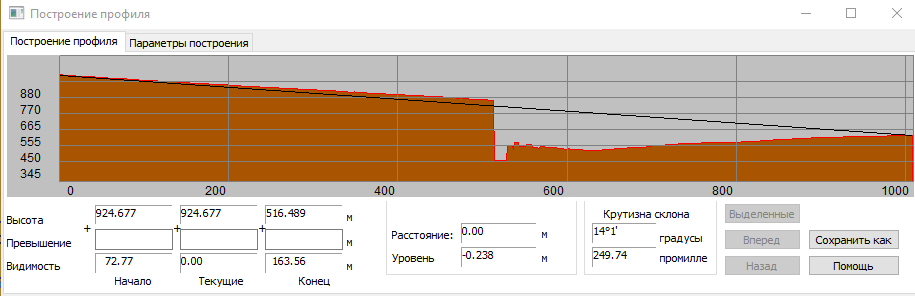 Построение профиля
Построение профиля Параметры построения
880
770
665
555
450
345
0 200 400 600 800 1000
Высота 924.677 924.677 516.489 м
Превышение + + + м
Видимость 72.77 0.00 163.56 м
Начало Текущие Конец
Расстояние: 0.00 м
Уровень -0.238 м
Крутизна склона
14°1' градусы
249.74 промилле
Выделенные
Вперед Сохранить как
Назад Помощь